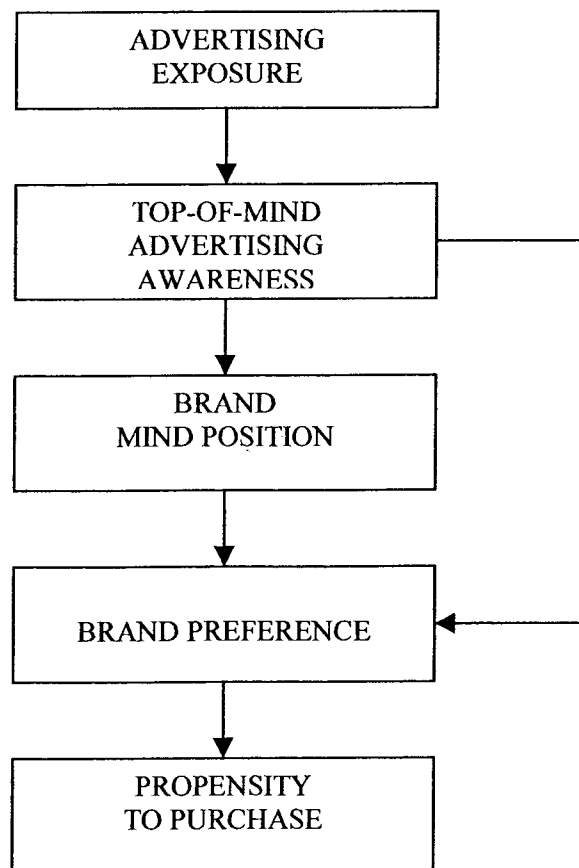 ADVERTISING
EXPOSURE
TOP-OF-MIND
ADVERTISING
AWARENESS
BRAND
MIND POSITION
BRAND PREFERENCE
PROPENSITY
TO PURCHASE